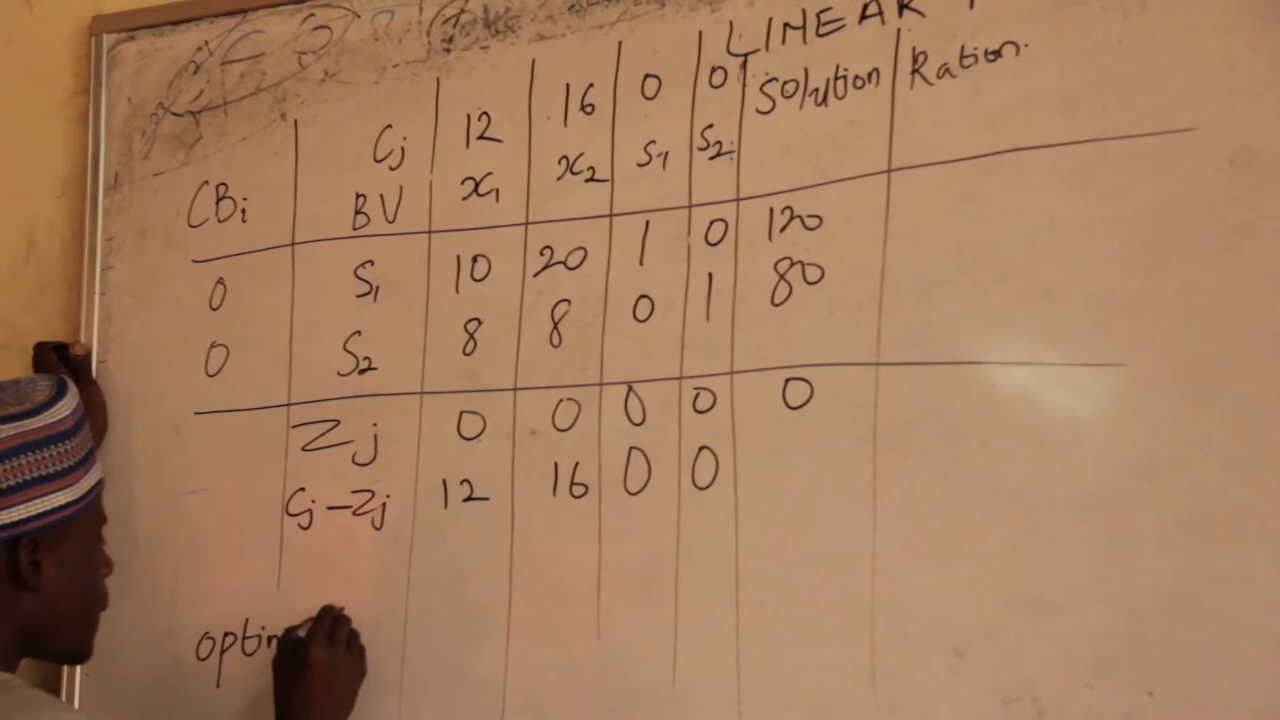 LINEAR
Cj 12 16 0 0 Solution Ration.
CBi BV x₁ x₂ S₁ S₂
0 S₁ 10 20 1 0 120
0 S₂ 8 8 0 1 80
Zj 0 0 0 0 0
Cj-Zj 12 16 0 0
optim